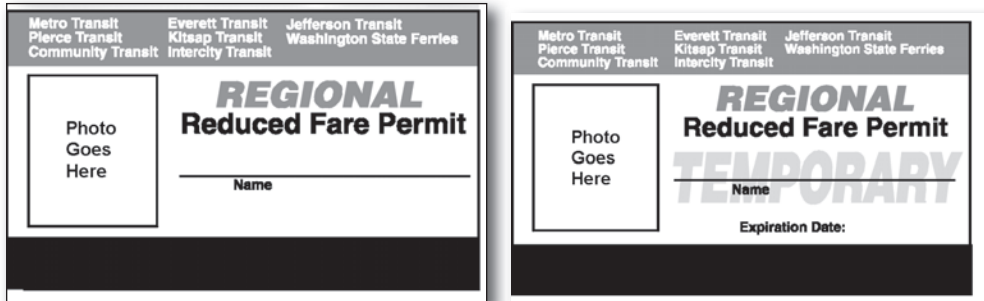 Metro Transit Everett Transit Jefferson Transit
Pierce Transit Kitsap Transit Washington State Ferries
Community Transit Intercity Transit
REGIONAL
Reduced Fare Permit
Photo
Goes
Here
Name
Metro Transit Everett Transit Jefferson Transit
Pierce Transit Kitsap Transit Washington State Ferries
Community Transit Intercity Transit
REGIONAL
Reduced Fare Permit
Photo
Goes
Here
TEMPORARY
Name
Expiration Date: